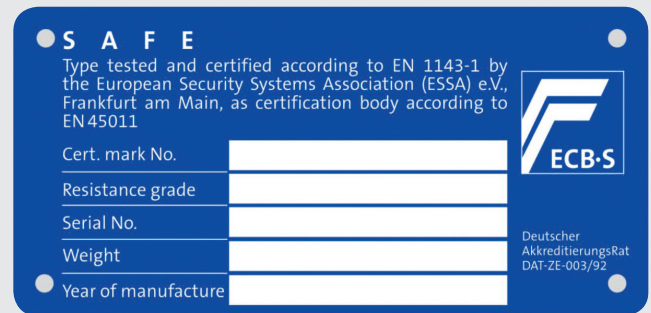 SAFE
Type tested and certified according to EN 1143-1 by
the European Security Systems Association (ESSA) e.V.,
Frankfurt am Main, as certification body according to
EN 45011
Cert. mark No.
Resistance grade
Serial No.
Weight
Year of manufacture
ECB·S
Deutscher
AkkreditierungsRat
DAT-ZE-003/92